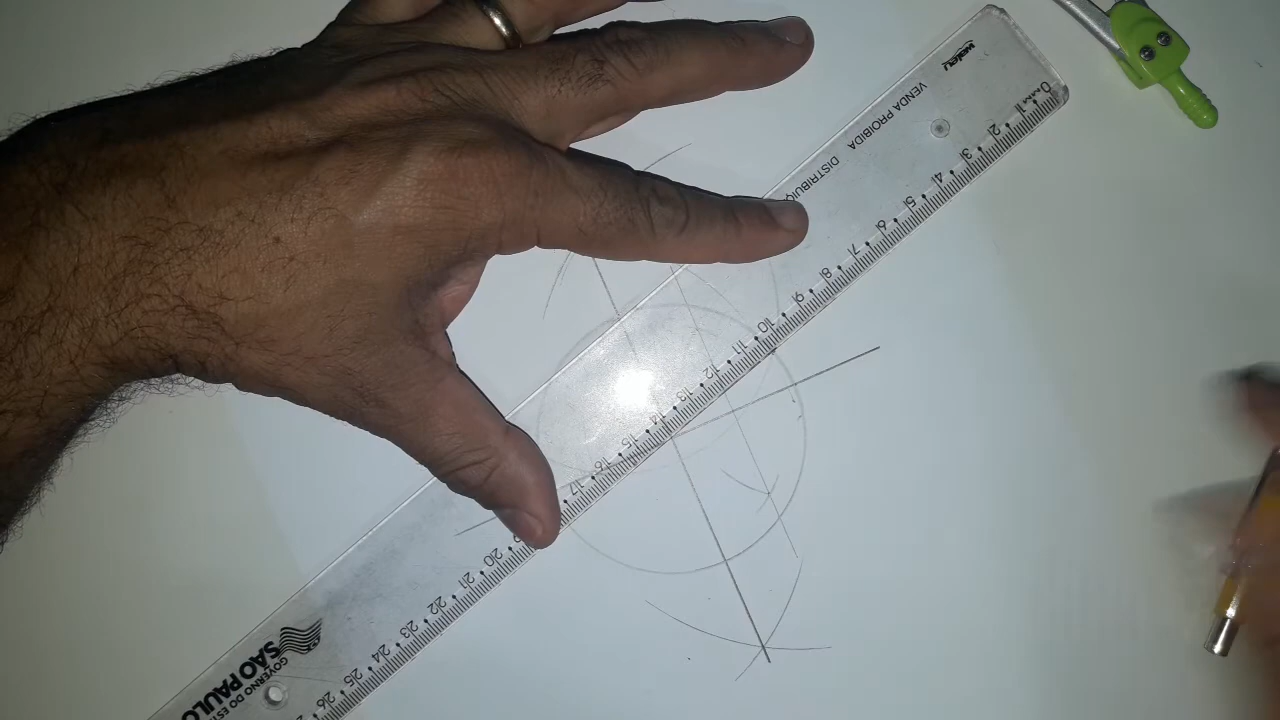 Waleu
VENDA PROIBIDA DISTRIBUIÇ
0 1 2 3 4 5 6 7 8 9 10 11 12 13 14 15 16 17 20 21 22 23 24 25 26
GOVERNO DO EST
SÃO PAULO